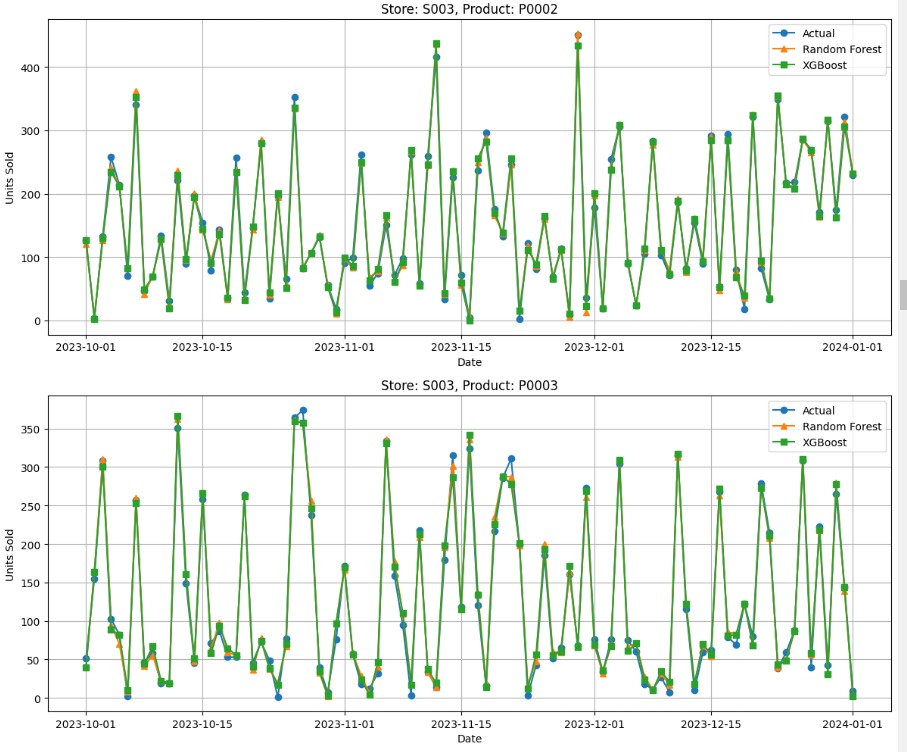 Store: S003, Product: P0002
Actual
Random Forest
XGBoost
400
300
200
100
0
Units Sold
2023-10-01 2023-10-15 2023-11-01 2023-11-15 2023-12-01 2023-12-15 2024-01-01
Date
Store: S003, Product: P0003
Actual
Random Forest
XGBoost
350
300
250
200
150
100
50
0
Units Sold
2023-10-01 2023-10-15 2023-11-01 2023-11-15 2023-12-01 2023-12-15 2024-01-01
Date